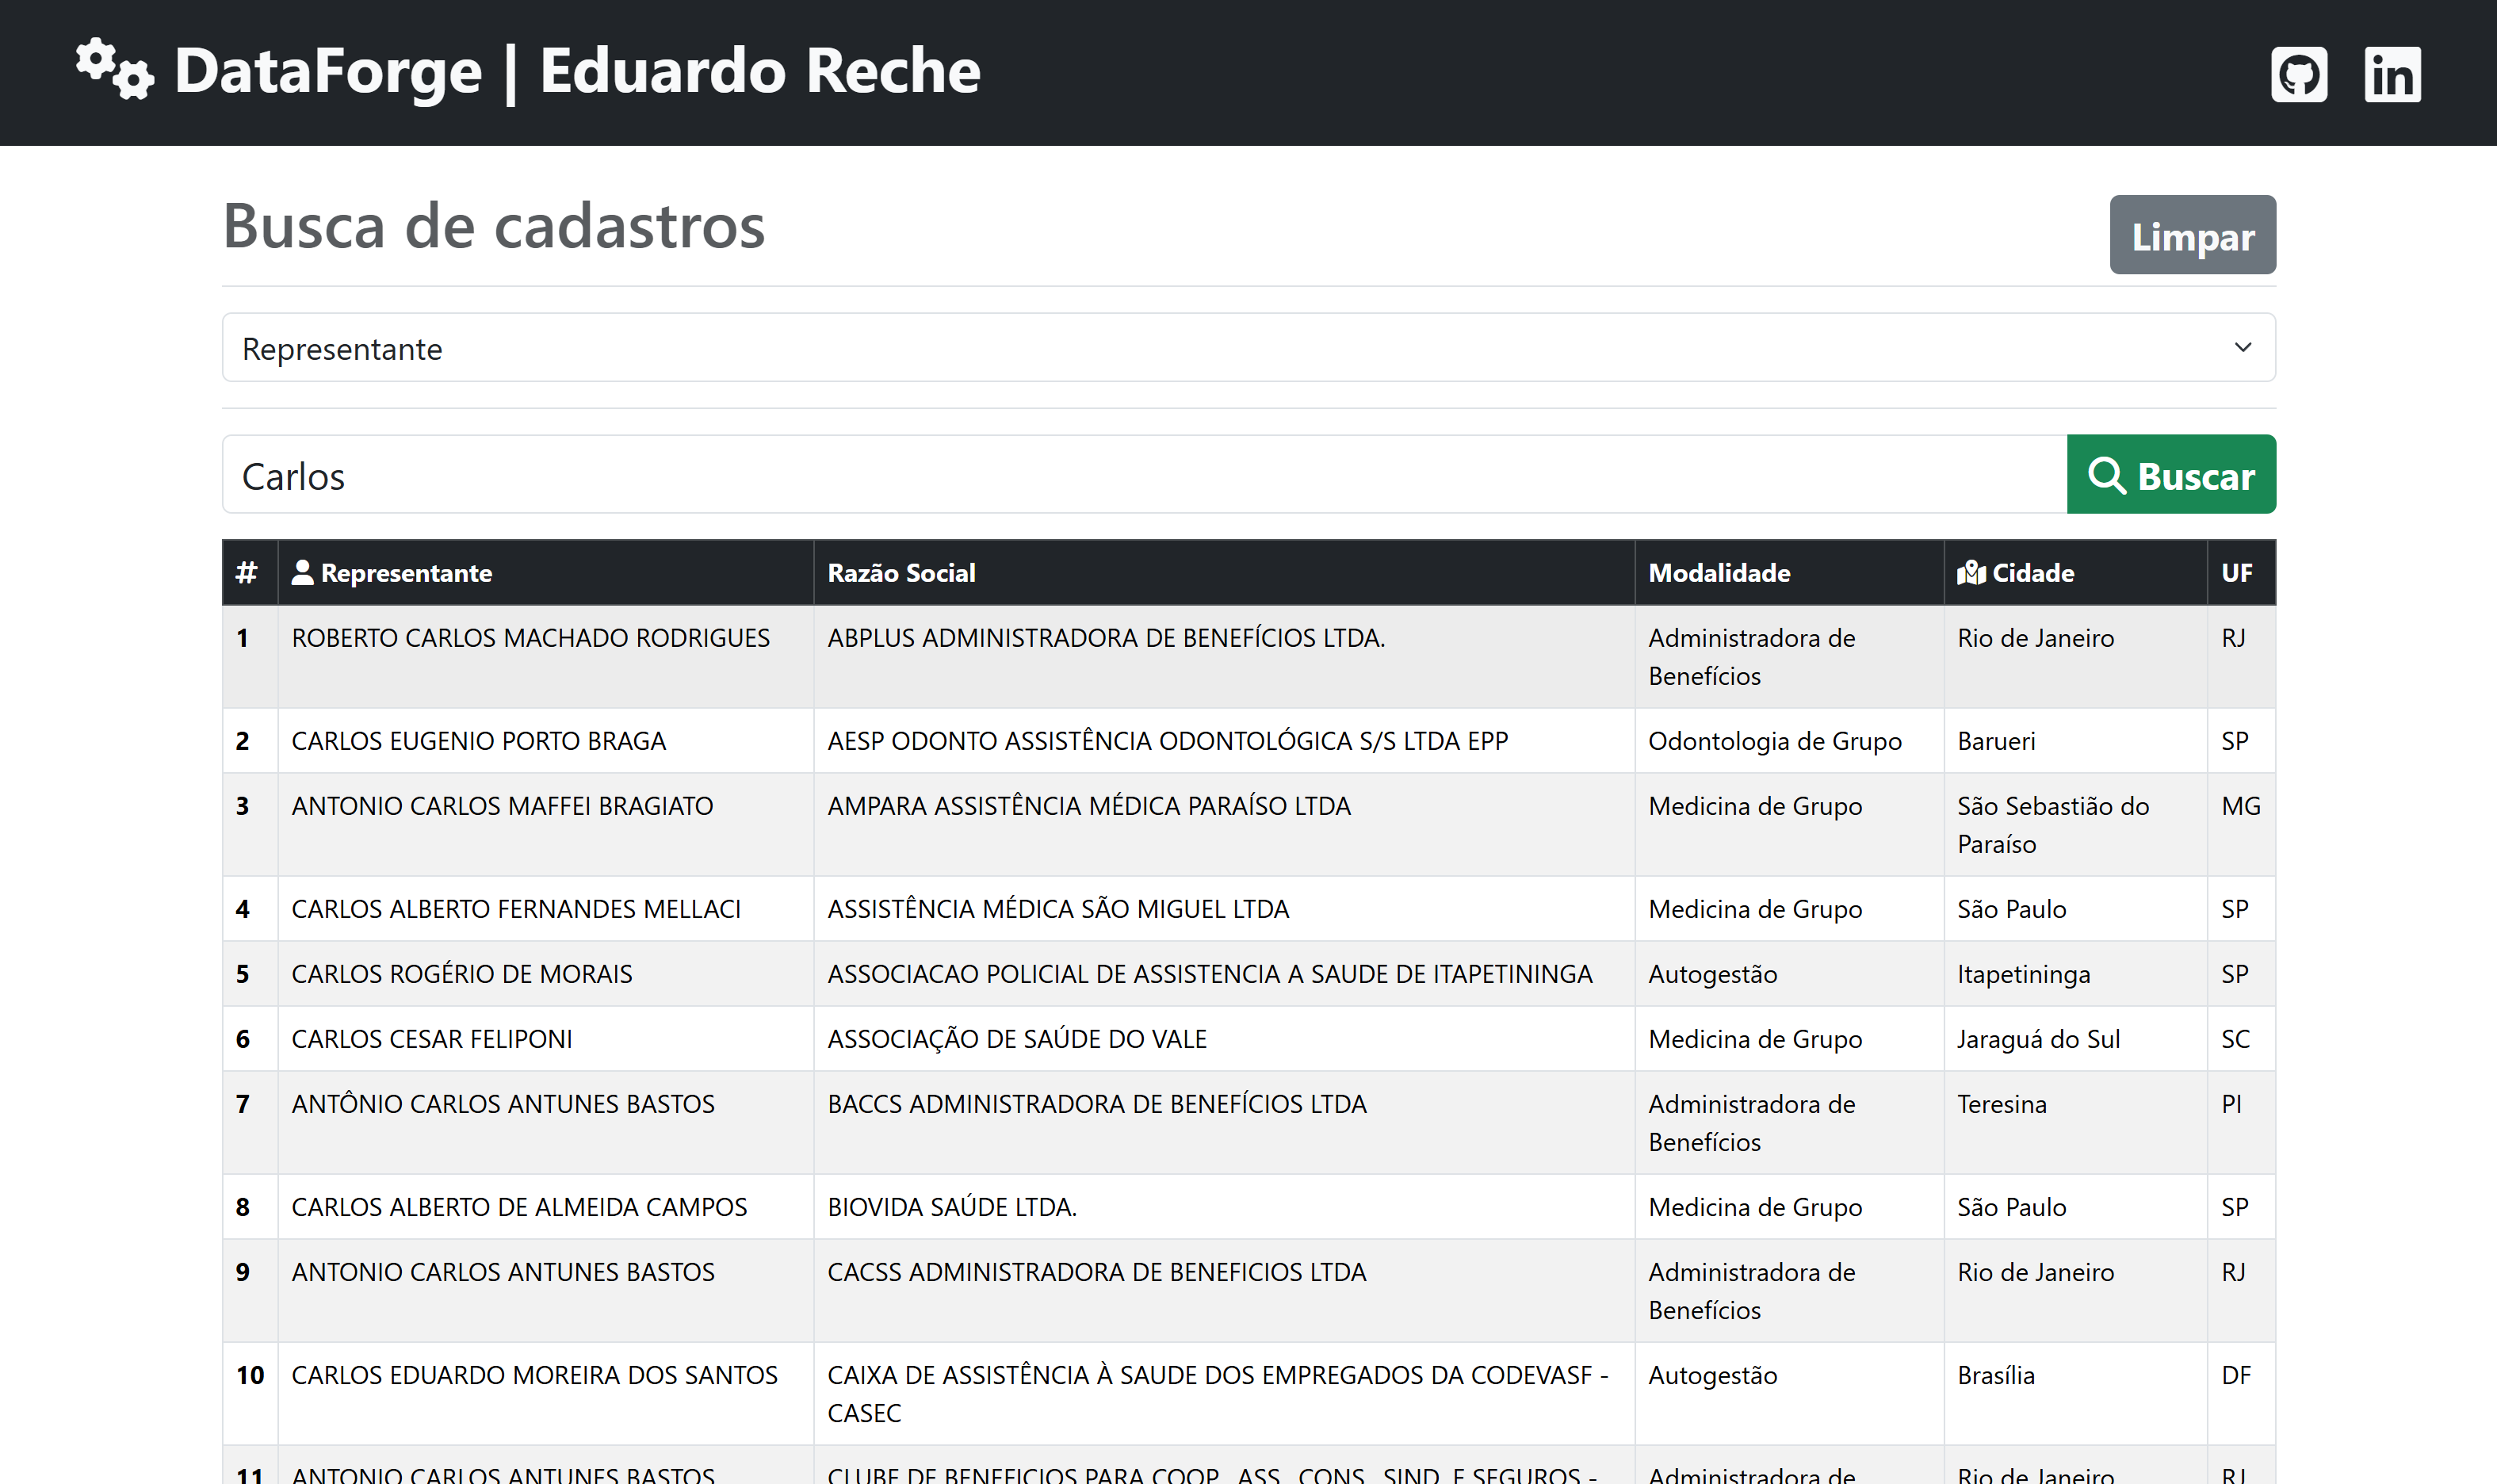 DataForge | Eduardo Reche
in
Busca de cadastros
Limpar
Representante
Carlos
Buscar
# Representante Razão Social Modalidade Cidade UF
1 ROBERTO CARLOS MACHADO RODRIGUES ABPLUS ADMINISTRADORA DE BENEFÍCIOS LTDA. Administradora de Rio de Janeiro RJ
Benefícios
2 CARLOS EUGENIO PORTO BRAGA AESP ODONTO ASSISTÊNCIA ODONTOLÓGICA S/S LTDA EPP Odontologia de Grupo Barueri SP
3 ANTONIO CARLOS MAFFEI BRAGIATO AMPARA ASSISTÊNCIA MÉDICA PARAÍSO LTDA Medicina de Grupo São Sebastião do MG
Paraíso
4 CARLOS ALBERTO FERNANDES MELLACI ASSISTÊNCIA MÉDICA SÃO MIGUEL LTDA Medicina de Grupo São Paulo SP
5 CARLOS ROGÉRIO DE MORAIS ASSOCIACAO POLICIAL DE ASSISTENCIA A SAUDE DE ITAPETININGA Autogestão Itapetininga SP
6 CARLOS CESAR FELIPONI ASSOCIAÇÃO DE SAÚDE DO VALE Medicina de Grupo Jaraguá do Sul SC
7 ANTÔNIO CARLOS ANTUNES BASTOS BACCS ADMINISTRADORA DE BENEFÍCIOS LTDA Administradora de Teresina PI
Benefícios
8 CARLOS ALBERTO DE ALMEIDA CAMPOS BIOVIDA SAÚDE LTDA. Medicina de Grupo São Paulo SP
9 ANTONIO CARLOS ANTUNES BASTOS CACSS ADMINISTRADORA DE BENEFICIOS LTDA Administradora de Rio de Janeiro RJ
Benefícios
10 CARLOS EDUARDO MOREIRA DOS SANTOS CAIXA DE ASSISTÊNCIA À SAUDE DOS EMPREGADOS DA CODEVASF - Autogestão Brasília DF
CASEC
11 ANTONIO CARLOS ANTUNES BASTOS CLUBE DE BENEFICIOS PARA COOP., ASS., CONS., SIND. E SEGUROS - Administradora de Rio de Janeiro RJ